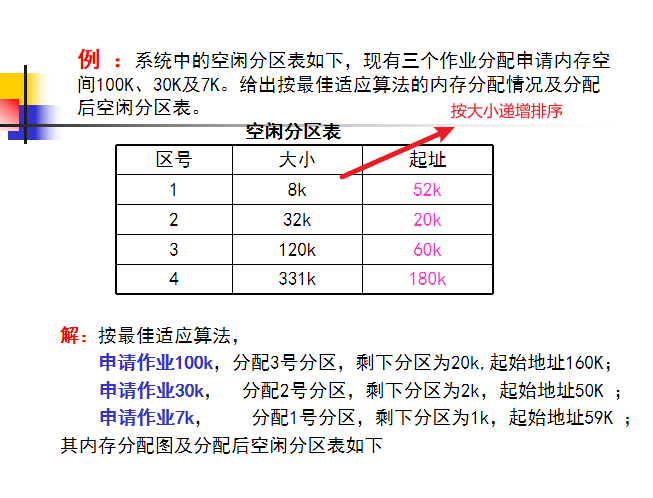 例：系统中的空闲分区表如下，现有三个作业分配申请内存空
间100K、30K及7K。给出按最佳适应算法的内存分配情况及分配
后空闲分区表。
按大小递增排序
空闲分区表
区号 大小 起址
1 8k 52k
2 32k 20k
3 120k 60k
4 331k 180k
解：按最佳适应算法，
申请作业100k，分配3号分区，剩下分区为20k,起始地址160K；
申请作业30k， 分配2号分区，剩下分区为2k，起始地址50K ；
申请作业7k， 分配1号分区，剩下分区为1k，起始地址59K ；
其内存分配图及分配后空闲分区表如下